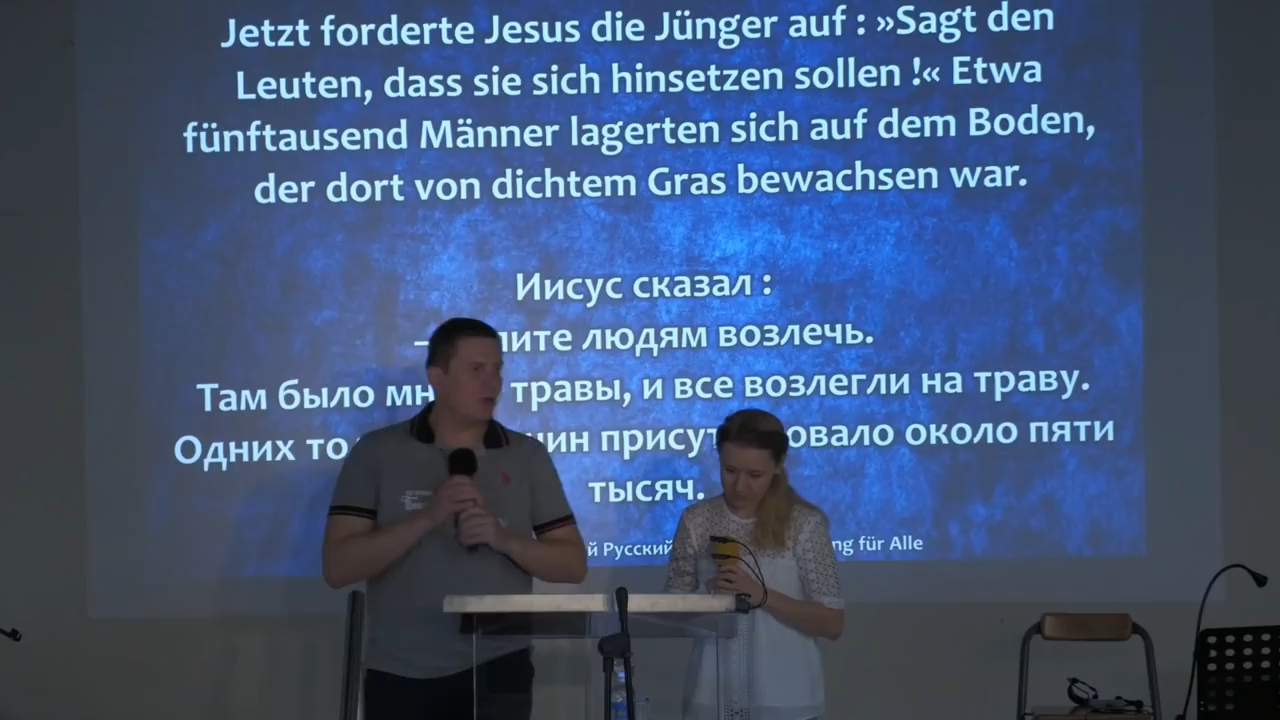 Jetzt forderte Jesus die Jünger auf : »Sagt den
Leuten, dass sie sich hinsetzen sollen !« Etwa
fünftausend Männer lagerten sich auf dem Boden,
der dort von dichtem Gras bewachsen war.
Иисус сказал :
людям возлечь.
Там было травы, и все возлегли на траву.
Одних около пяти
тысяч.
Русский für Alle